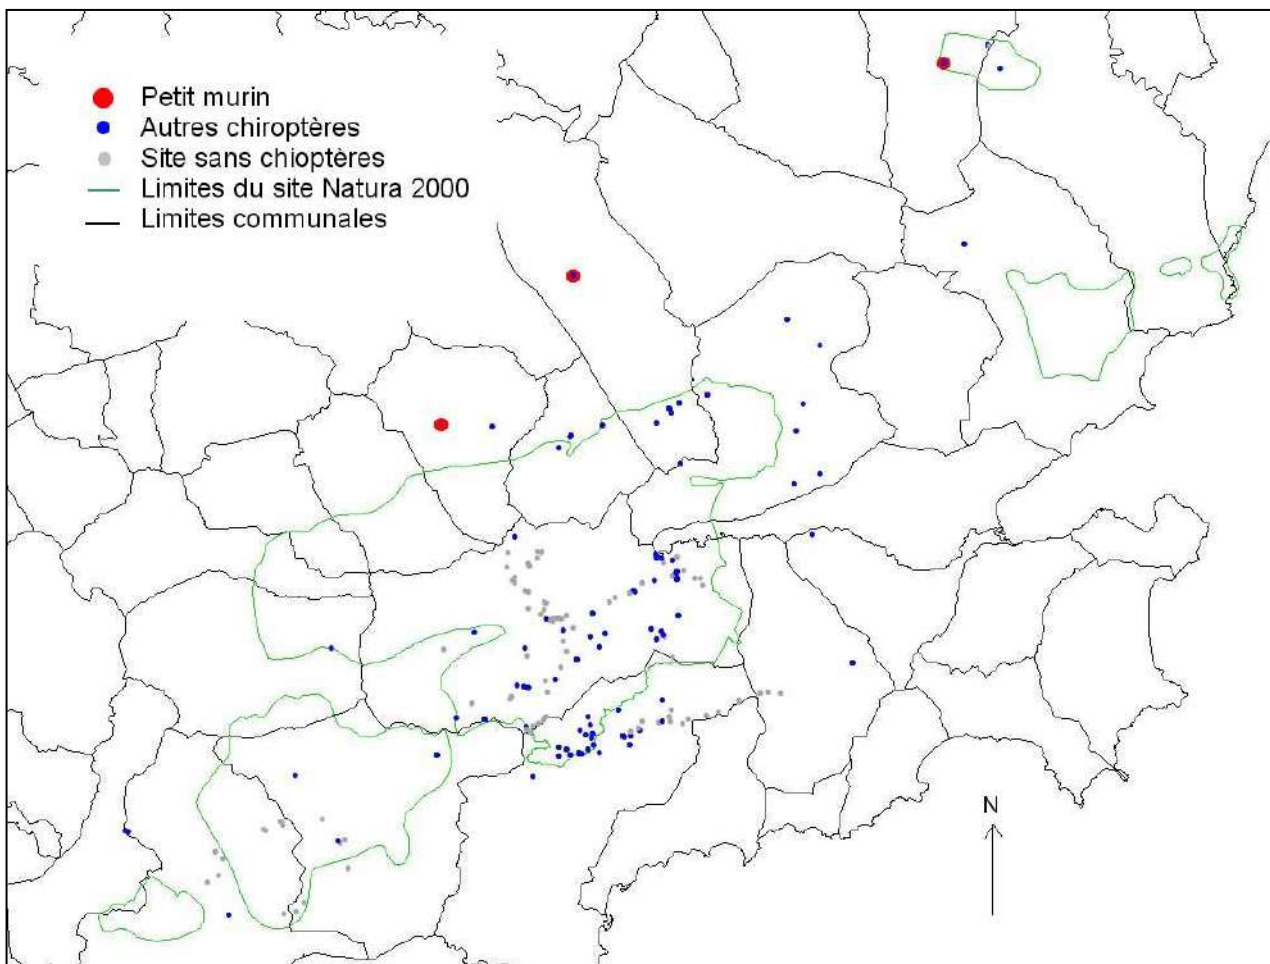 Petit murin
Autres chiroptères
Site sans chioptères
Limites du site Natura 2000
Limites communales
N